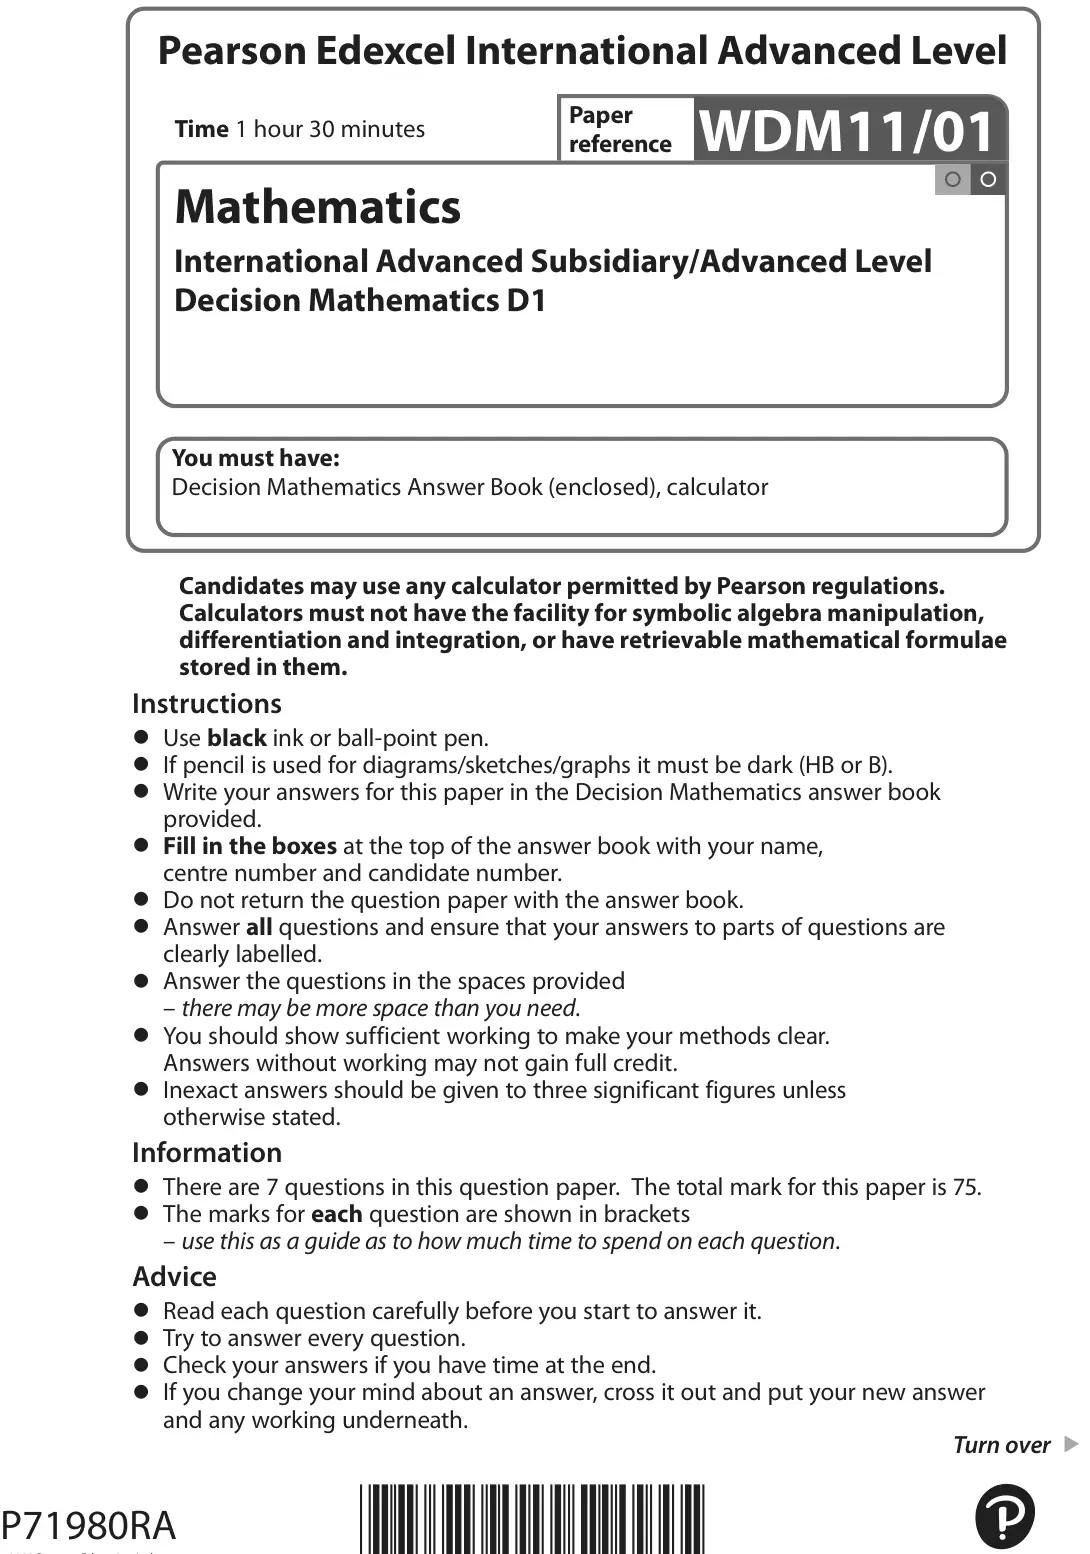 Pearson Edexcel International Advanced Level
Time 1 hour 30 minutes
Paper
reference
WDM11/01
Mathematics
International Advanced Subsidiary/Advanced Level
Decision Mathematics D1
You must have:
Decision Mathematics Answer Book (enclosed), calculator
Candidates may use any calculator permitted by Pearson regulations.
Calculators must not have the facility for symbolic algebra manipulation,
differentiation and integration, or have retrievable mathematical formulae
stored in them.
Instructions
● Use black ink or ball-point pen.
● If pencil is used for diagrams/sketches/graphs it must be dark (HB or B).
● Write your answers for this paper in the Decision Mathematics answer book
provided.
● Fill in the boxes at the top of the answer book with your name,
centre number and candidate number.
● Do not return the question paper with the answer book.
● Answer all questions and ensure that your answers to parts of questions are
clearly labelled.
● Answer the questions in the spaces provided
– there may be more space than you need.
● You should show sufficient working to make your methods clear.
Answers without working may not gain full credit.
● Inexact answers should be given to three significant figures unless
otherwise stated.
Information
● There are 7 questions in this question paper. The total mark for this paper is 75.
● The marks for each question are shown in brackets
– use this as a guide as to how much time to spend on each question.
Advice
● Read each question carefully before you start to answer it.
● Try to answer every question.
● Check your answers if you have time at the end.
● If you change your mind about an answer, cross it out and put your new answer
and any working underneath.
Turn over
P71980RA